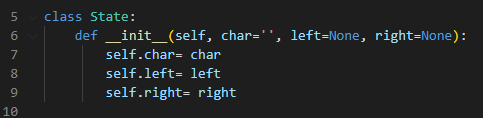 5 class State:
6     def __init__(self, char='', left=None, right=None):
7         self.char= char
8         self.left= left
9         self.right= right
10